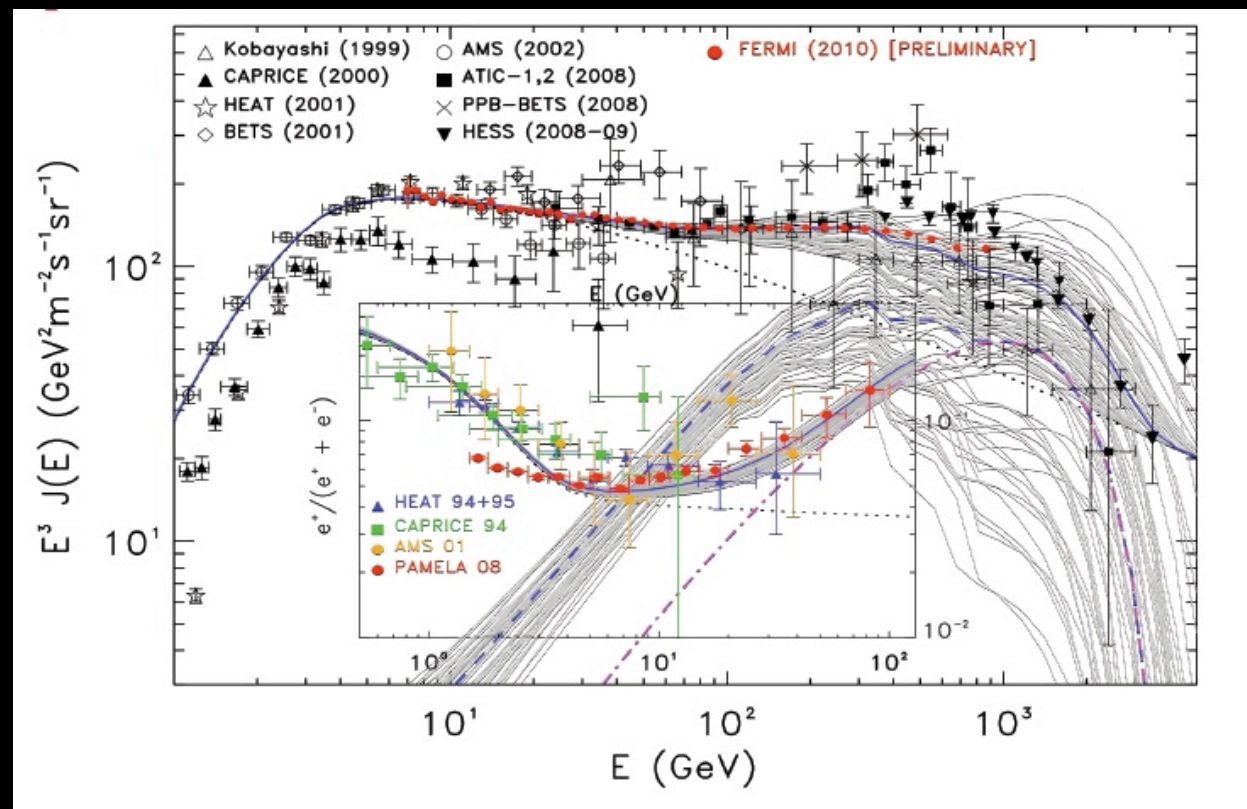 Kobayashi (1999)
CAPRICE (2000)
HEAT (2001)
BETS (2001)
AMS (2002)
ATIC-1,2 (2008)
PPB-BETS (2008)
HESS (2008-09)
FERMI (2010) [PRELIMINARY]
E³ J(E) (GeV²m⁻²s⁻¹sr⁻¹)
10²
10¹
E (GeV)
e⁺/(e⁺ + e⁻)
HEAT 94+95
CAPRICE 94
AMS 01
PAMELA 08
10⁻¹
10⁻²
10⁰
10¹
10²
10¹
10²
10³
E (GeV)